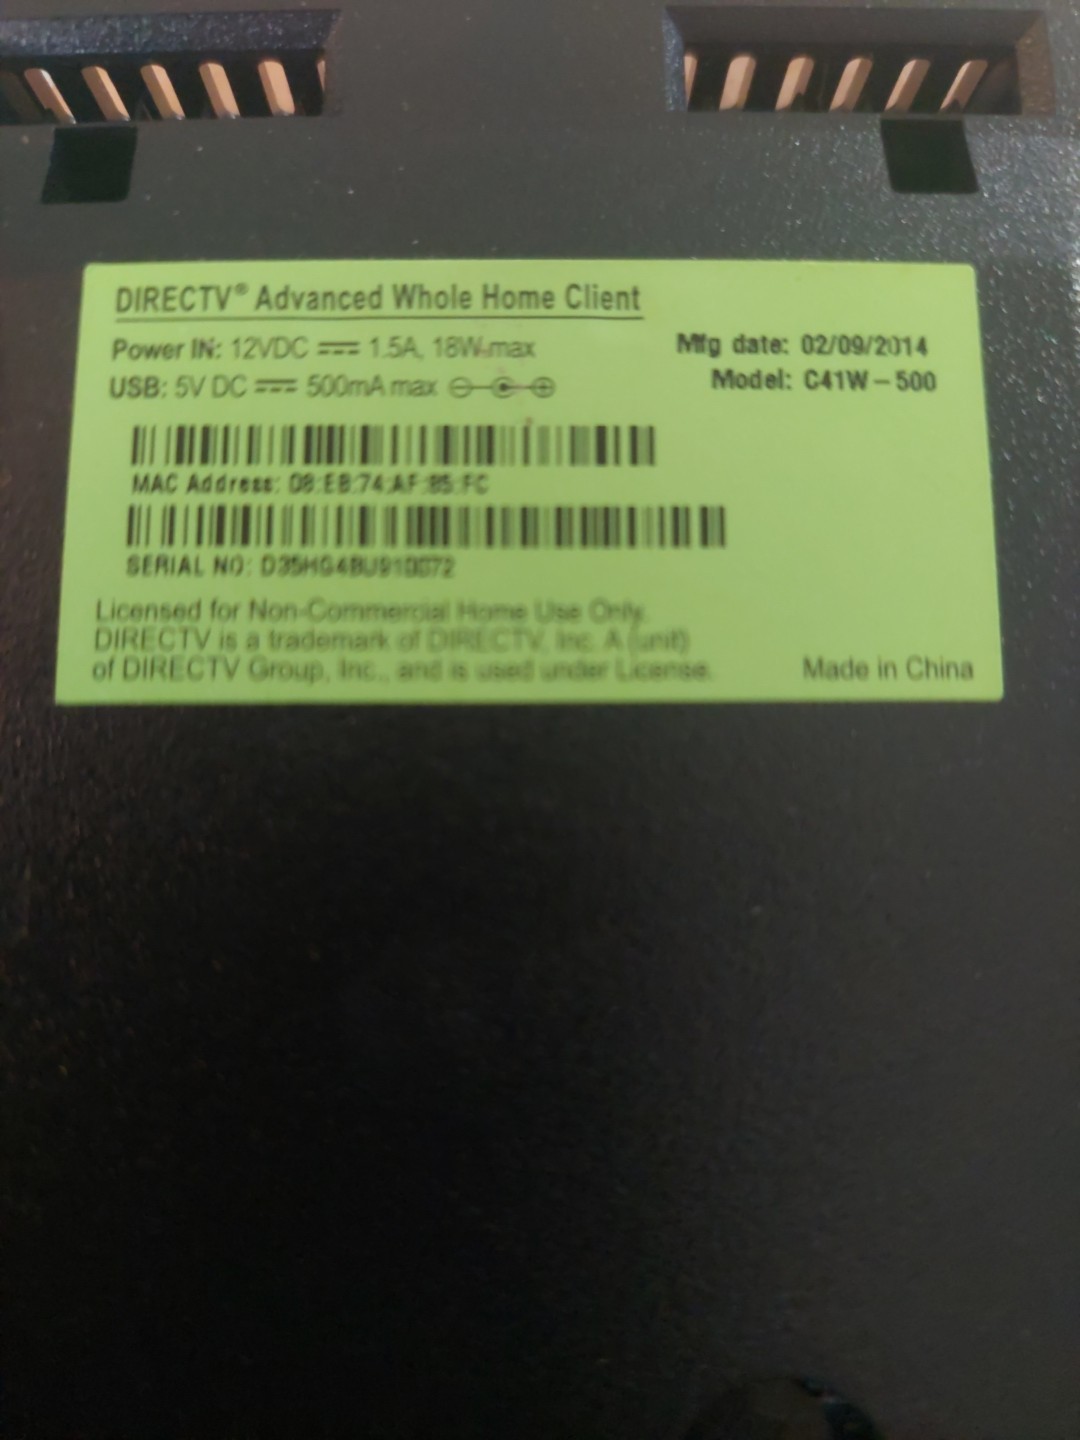 DIRECTV® Advanced Whole Home Client
Power IN: 12VDC 1.5A, 18W max
Mfg date: 02/09/2014
USB: 5V DC 500mA max
Model: C41W-500
MAC Address: 08:EB:74:AF:85:FC
SERIAL NO: D35HG4BU910072
Licensed for Non-Commercial Home Use Only.
DIRECTV is a trademark of DIRECTV, Inc. A (unit)
of DIRECTV Group, Inc., and is used under License.
Made in China